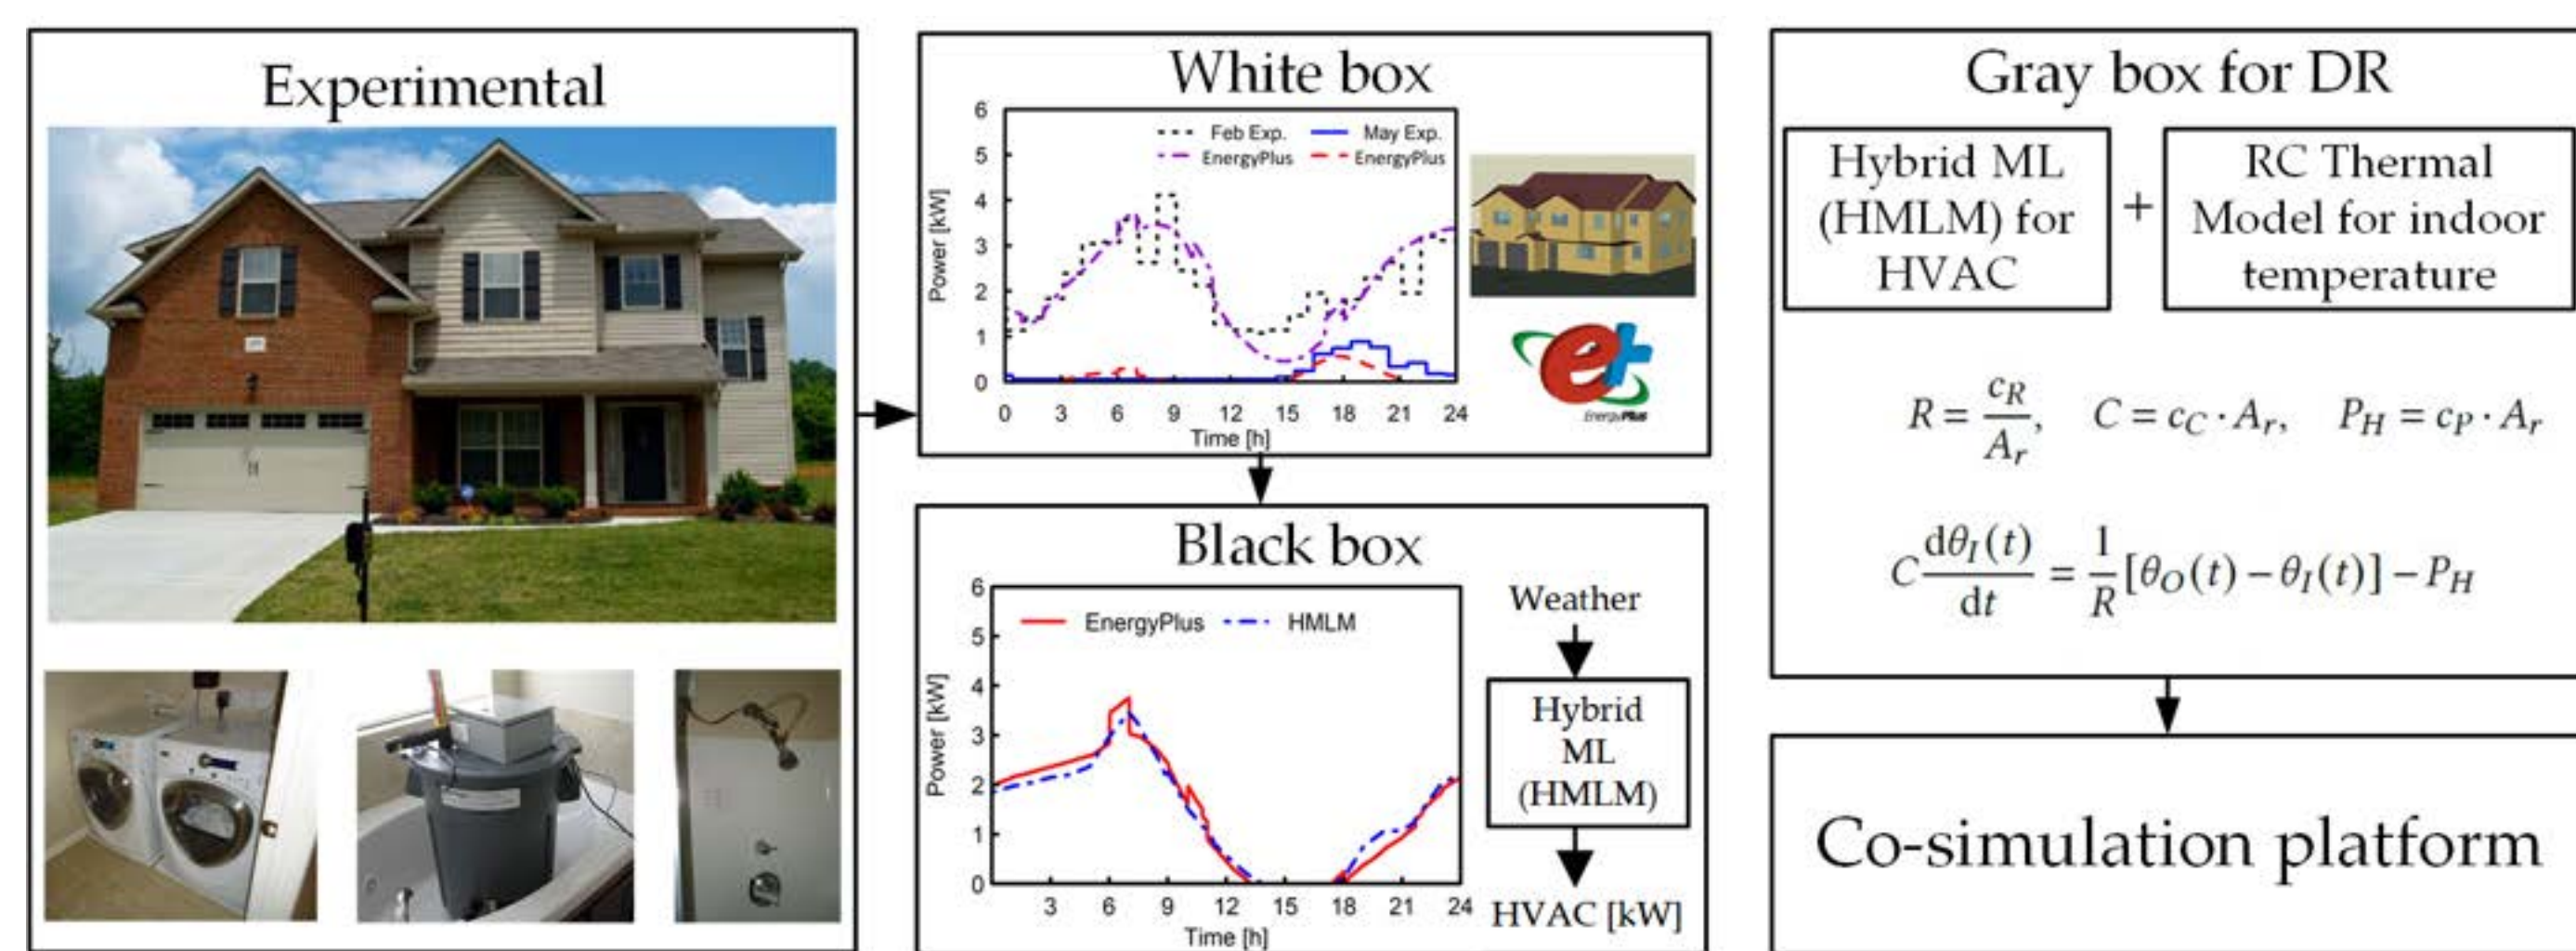 Experimental
White box
6
5
4
3
2
1
0
Power [kW]
Feb Exp.
May Exp.
EnergyPlus
EnergyPlus
0 3 6 9 12 15 18 21 24
Time [h]
EnergyPlus
Black box
6
5
4
3
2
1
0
Power [kW]
EnergyPlus
HMLM
3 6 9 12 15 18 21 24
Time [h]
Weather
Hybrid
ML
(HMLM)
HVAC [kW]
Gray box for DR
Hybrid ML
(HMLM) for
HVAC
+
RC Thermal
Model for indoor
temperature
R = c_R / A_r, C = c_C · A_r, P_H = c_P · A_r
C dθ_I(t)/dt = 1/R [θ_O(t) − θ_I(t)] − P_H
Co-simulation platform